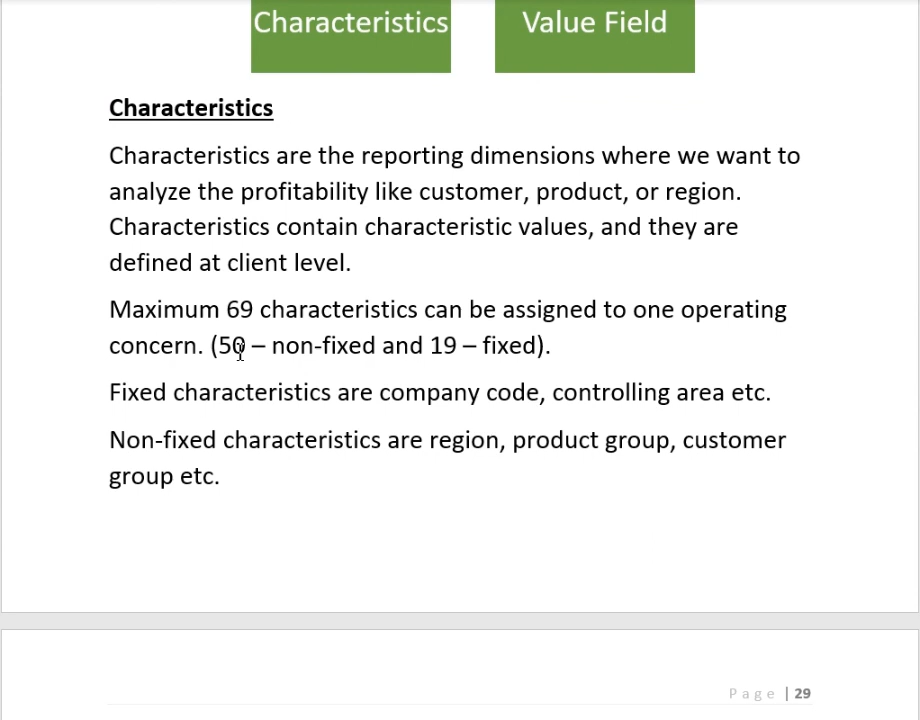 Characteristics
Value Field
Characteristics
Characteristics are the reporting dimensions where we want to
analyze the profitability like customer, product, or region.
Characteristics contain characteristic values, and they are
defined at client level.
Maximum 69 characteristics can be assigned to one operating
concern. (50 – non-fixed and 19 – fixed).
Fixed characteristics are company code, controlling area etc.
Non-fixed characteristics are region, product group, customer
group etc.
Page | 29